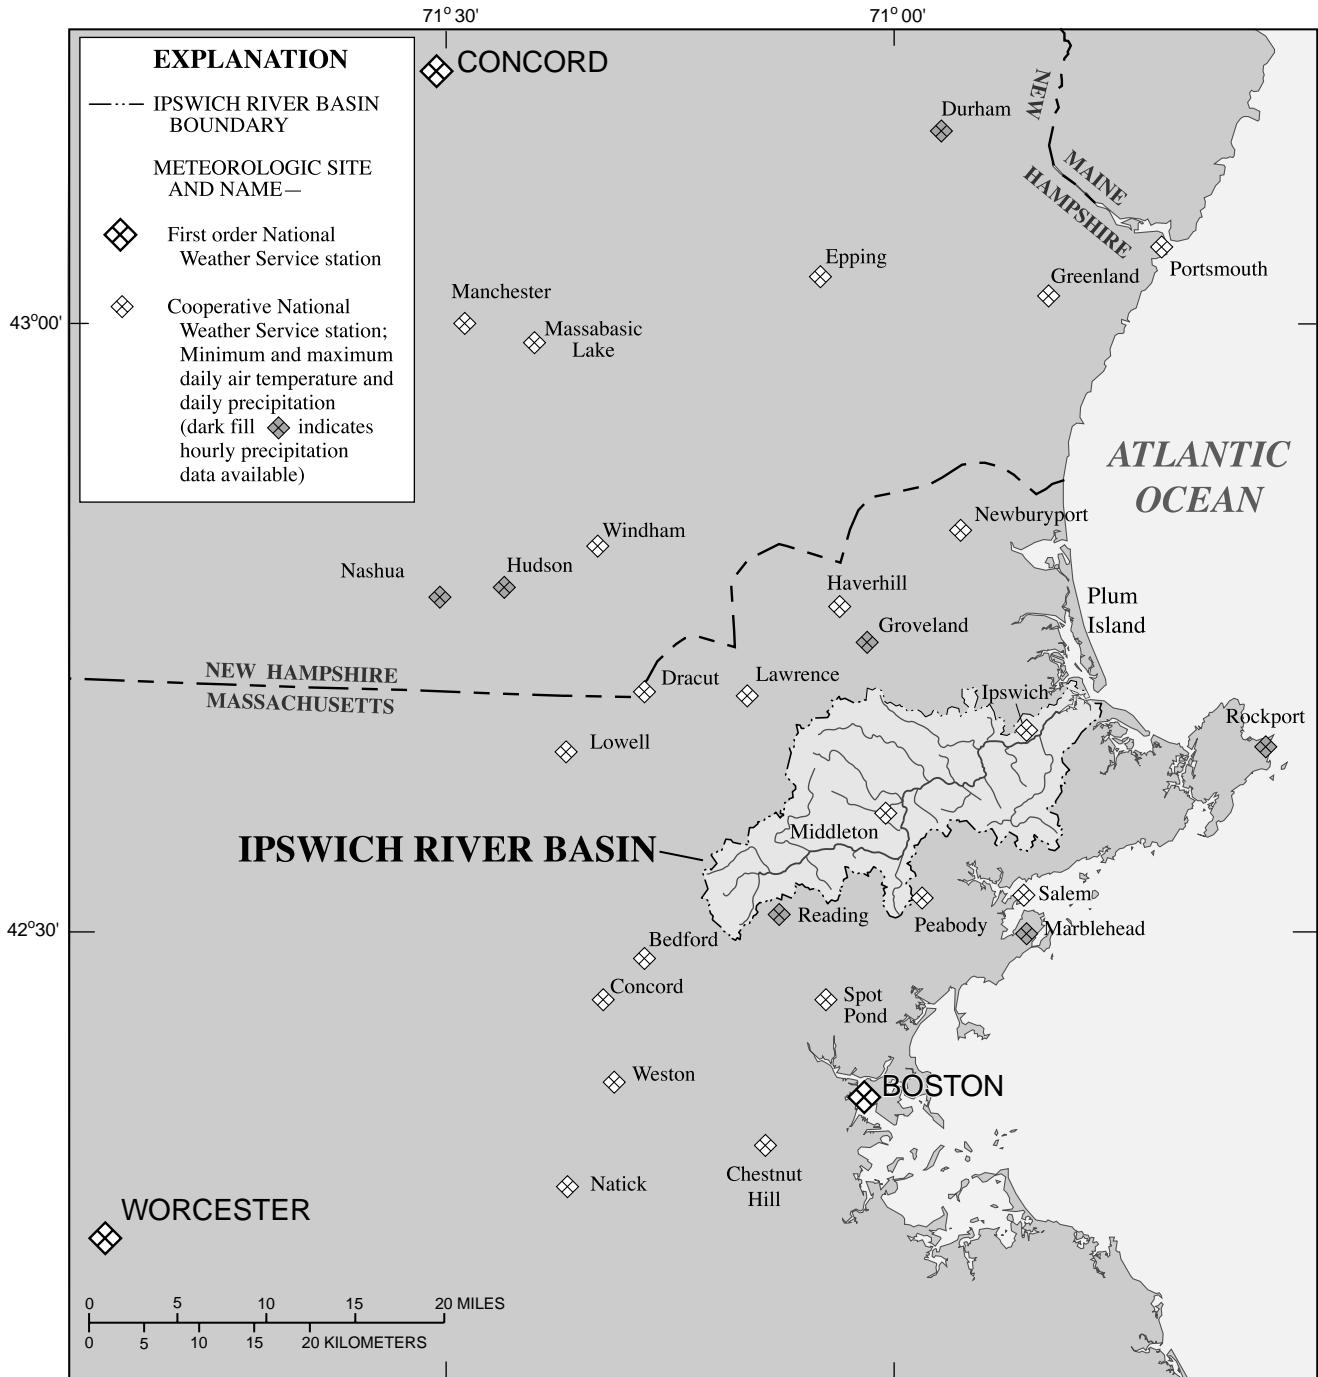 71° 30'
71° 00'
EXPLANATION
IPSWICH RIVER BASIN
BOUNDARY
METEOROLOGIC SITE
AND NAME—
First order National
Weather Service station
Cooperative National
Weather Service station;
Minimum and maximum
daily air temperature and
daily precipitation
(dark fill indicates
hourly precipitation
data available)
CONCORD
Durham
NEW
HAMPSHIRE
MAINE
Portsmouth
Greenland
Epping
Manchester
Massabasic
Lake
43°00'
ATLANTIC
OCEAN
Newburyport
Windham
Hudson
Nashua
Haverhill
Groveland
Plum
Island
NEW HAMPSHIRE
MASSACHUSETTS
Dracut
Lawrence
Ipswich
Rockport
Lowell
Middleton
IPSWICH RIVER BASIN
Salem
Reading
Peabody
Marblehead
42°30'
Bedford
Concord
Spot
Pond
Weston
BOSTON
Chestnut
Hill
Natick
WORCESTER
0 5 10 15 20 MILES
0 5 10 15 20 KILOMETERS